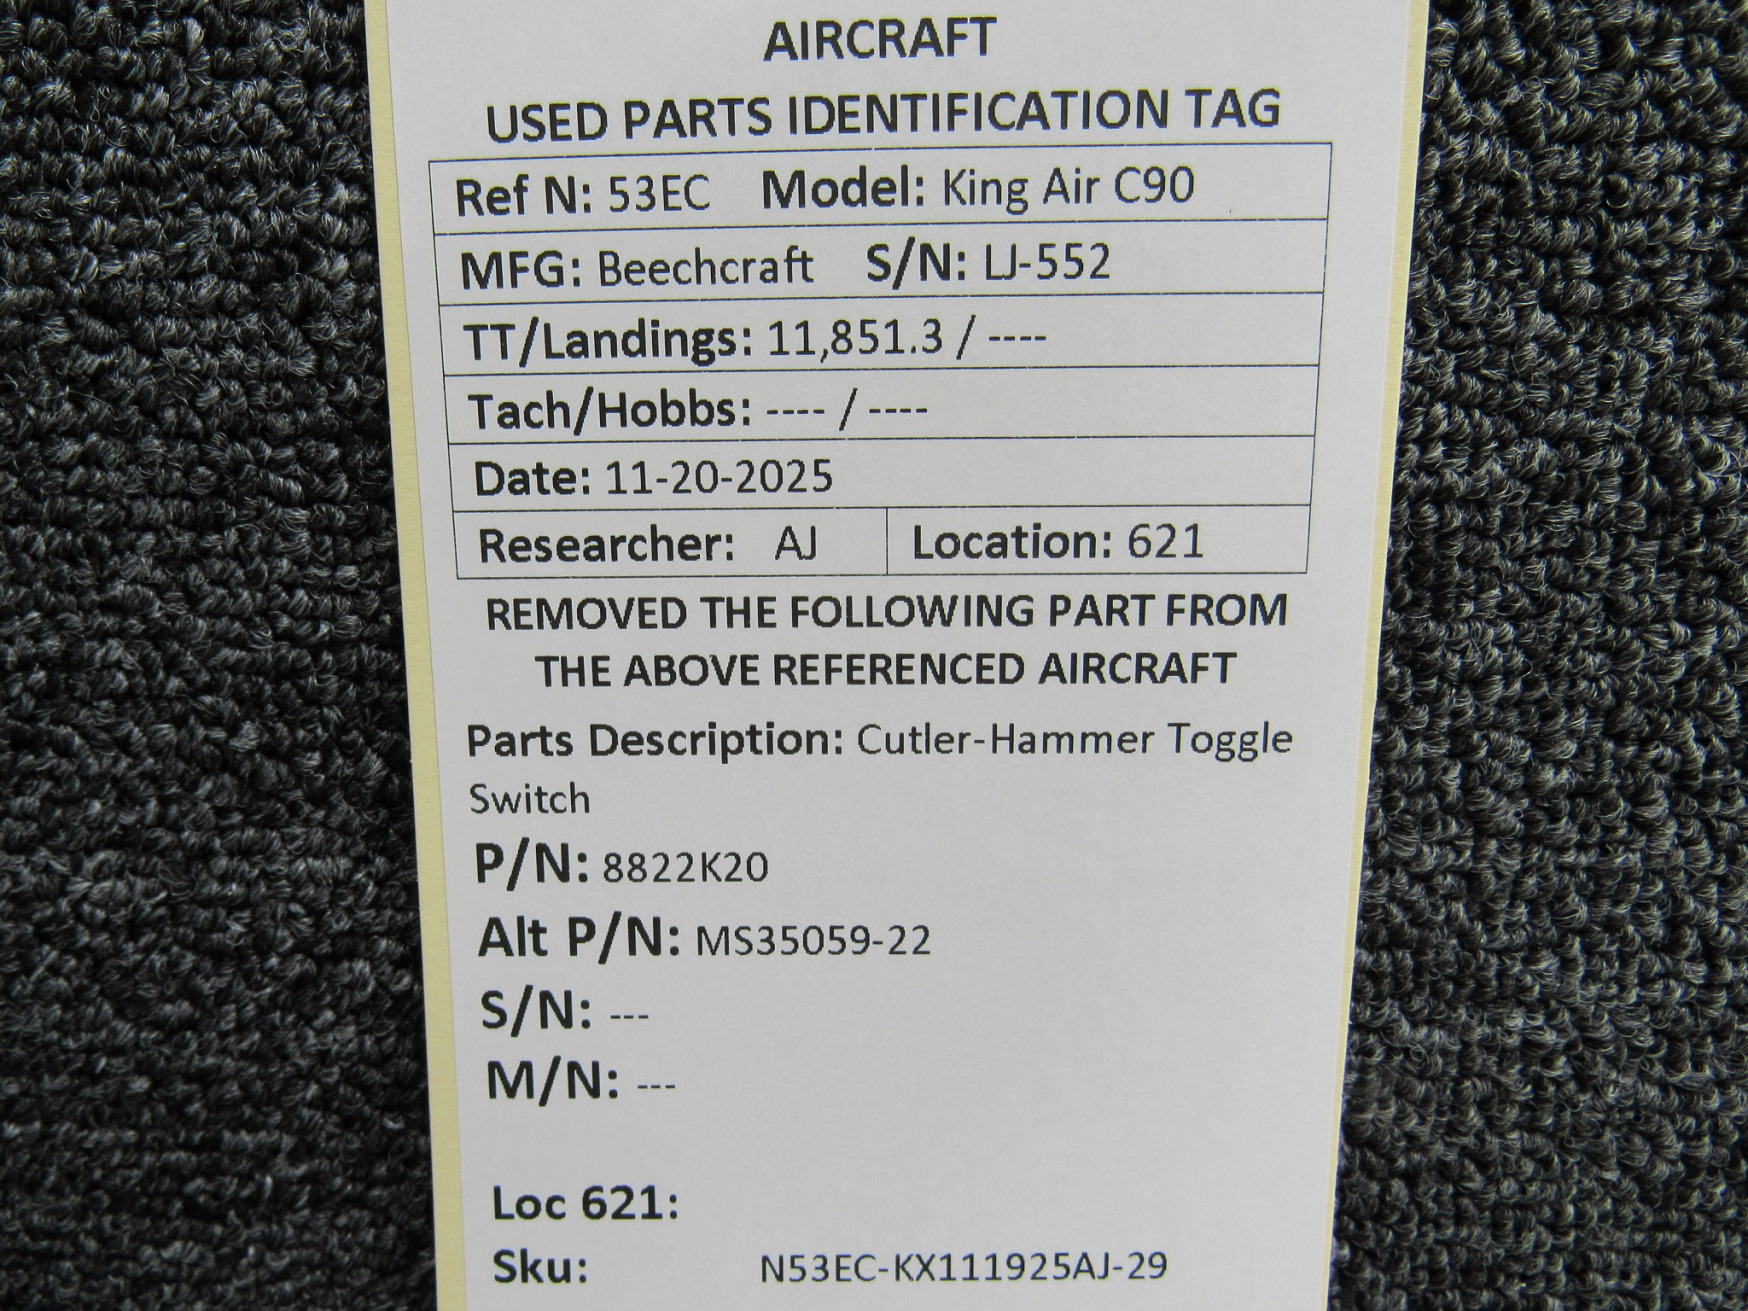 AIRCRAFT
USED PARTS IDENTIFICATION TAG
Ref N: 53EC Model: King Air C90
MFG: Beechcraft S/N: LJ-552
TT/Landings: 11,851.3 / ----
Tach/Hobbs: ---- / ----
Date: 11-20-2025
Researcher: AJ Location: 621
REMOVED THE FOLLOWING PART FROM
THE ABOVE REFERENCED AIRCRAFT
Parts Description: Cutler-Hammer Toggle
Switch
P/N: 8822K20
Alt P/N: MS35059-22
S/N: ---
M/N: ---
Loc 621:
Sku: N53EC-KX111925AJ-29